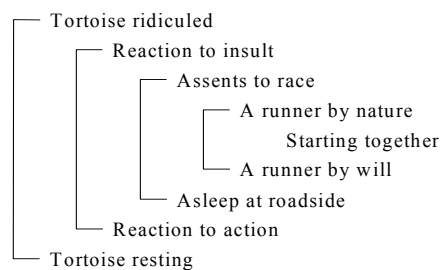 Tortoise ridiculed
Reaction to insult
Assents to race
A runner by nature
Starting together
A runner by will
Asleep at roadside
Reaction to action
Tortoise resting